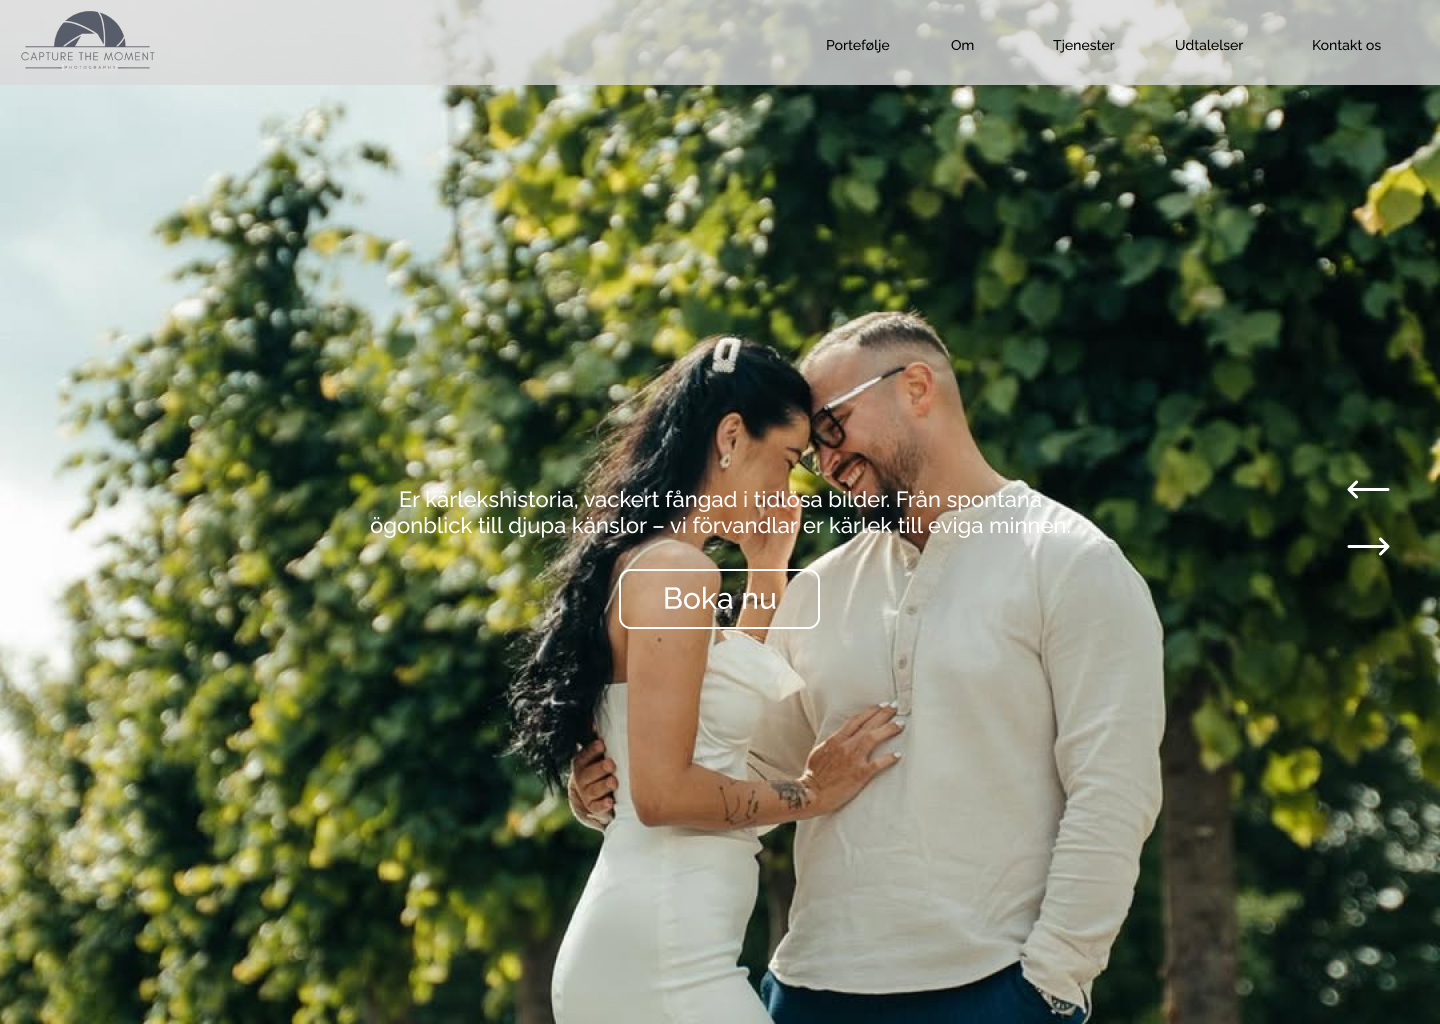 CAPTURE THE MOMENT
PHOTOGRAPHY
Portefølje
Om
Tjenester
Udtalelser
Kontakt os
Er kärlekshistoria, vackert fångad i tidlösa bilder. Från spontana
ögonblick till djupa känslor – vi förvandlar er kärlek till eviga minnen.
Boka nu